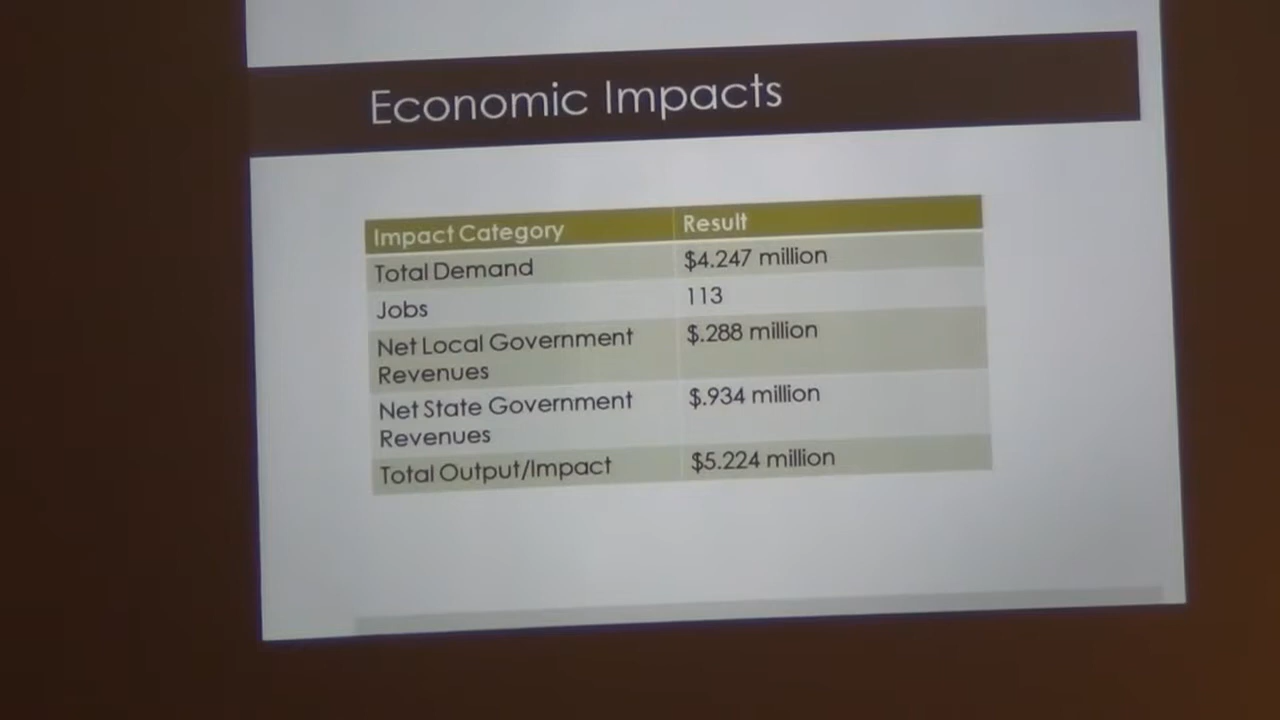 Economic Impacts
Impact Category Result
Total Demand $4.247 million
Jobs 113
Net Local Government $.288 million
Revenues
Net State Government $.934 million
Revenues
Total Output/Impact $5.224 million